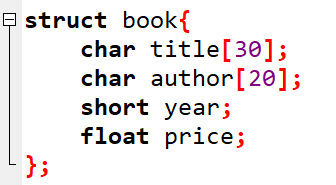 struct book{
    char title[30];
    char author[20];
    short year;
    float price;
};